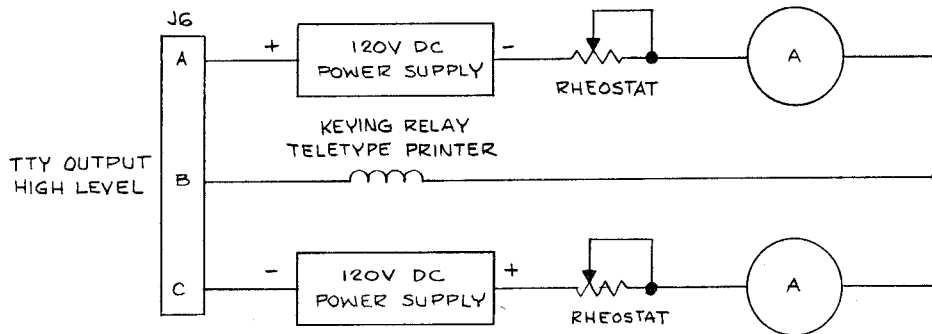 J6
A
+
120V DC
POWER SUPPLY
-
RHEOSTAT
A
TTY OUTPUT
HIGH LEVEL
B
KEYING RELAY
TELETYPE PRINTER
C
-
120V DC
POWER SUPPLY
+
RHEOSTAT
A